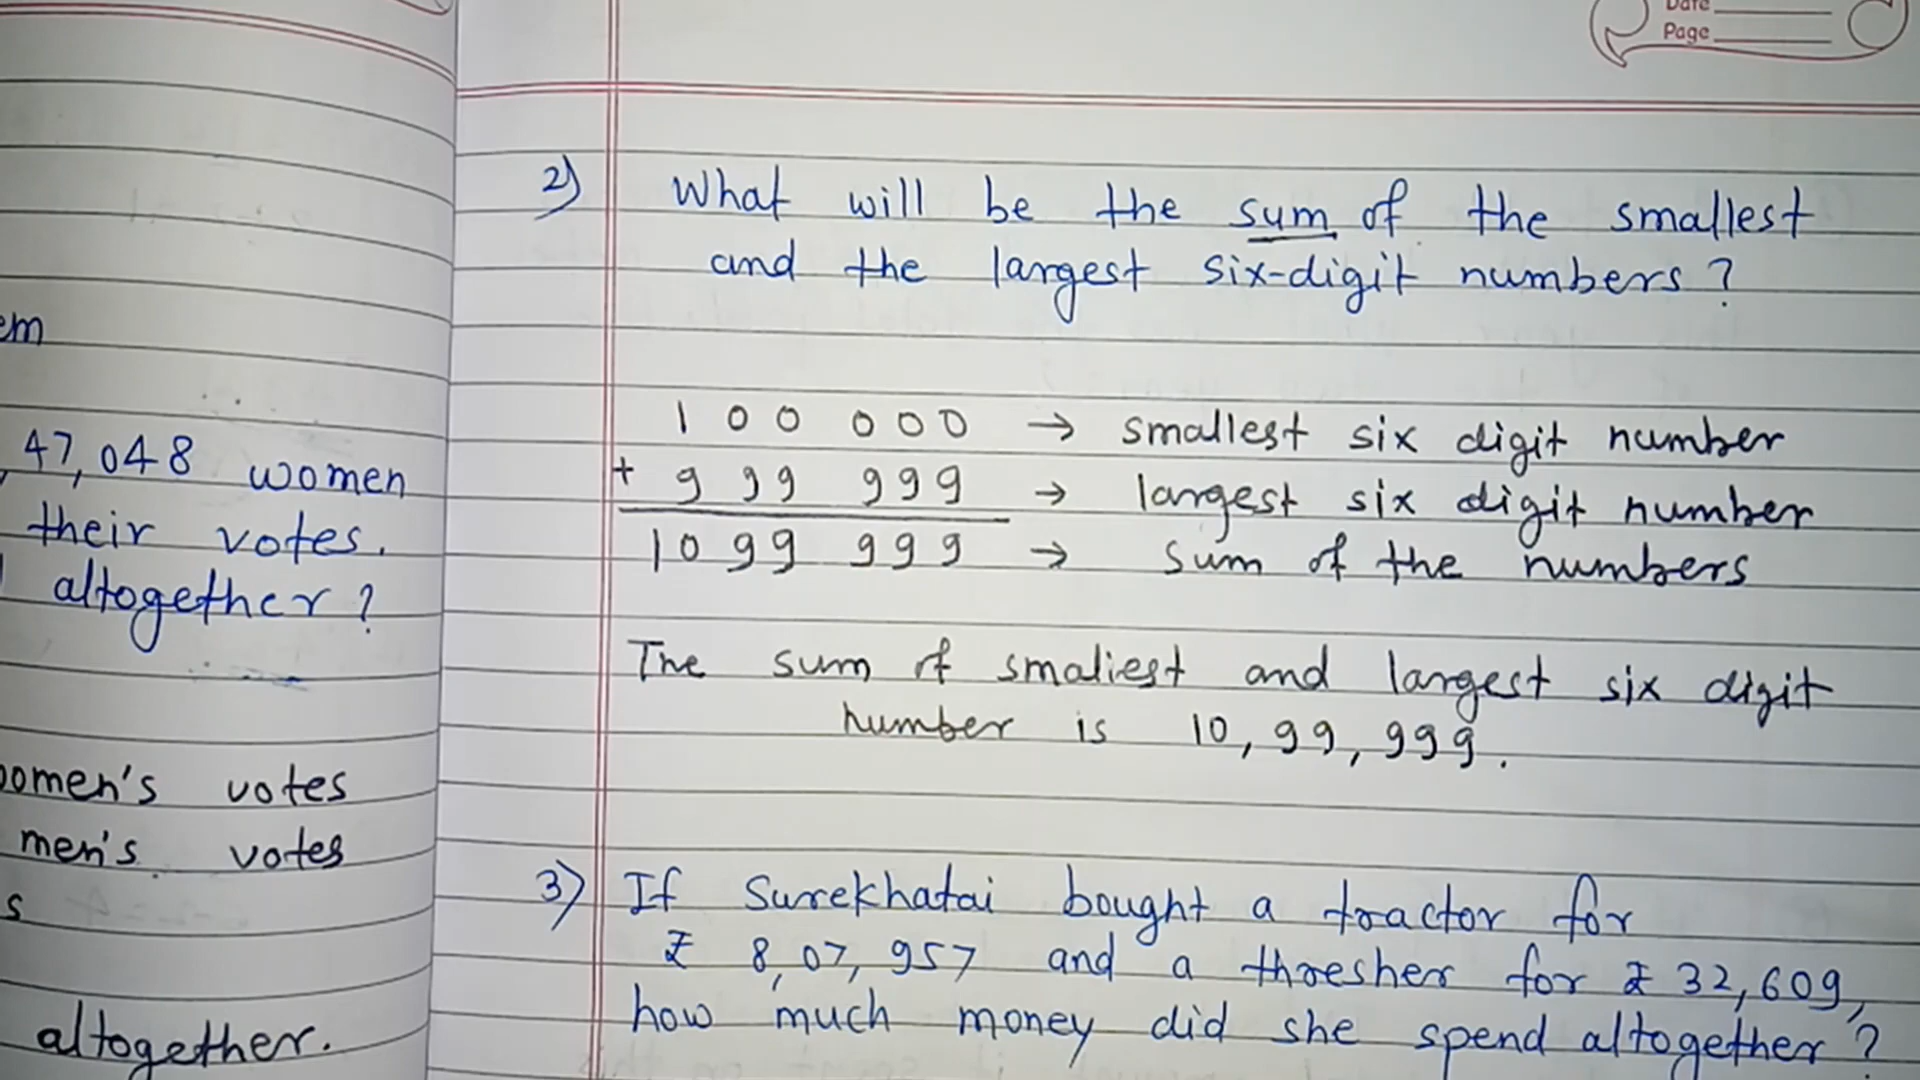 Date
Page
em
47,048 women
their votes.
altogether?
women's votes
men's votes
s
altogether.
2) What will be the sum of the smallest
and the largest six-digit numbers?
1 0 0 0 0 0 → smallest six digit number
+ 9 9 9 9 9 9 → largest six digit number
10 9 9 9 9 9 → sum of the numbers
The sum of smallest and largest six digit
number is 10,99,999.
3) If Surekhatai bought a tractor for
₹ 8,07,957 and a thresher for ₹ 32,609,
how much money did she spend altogether?